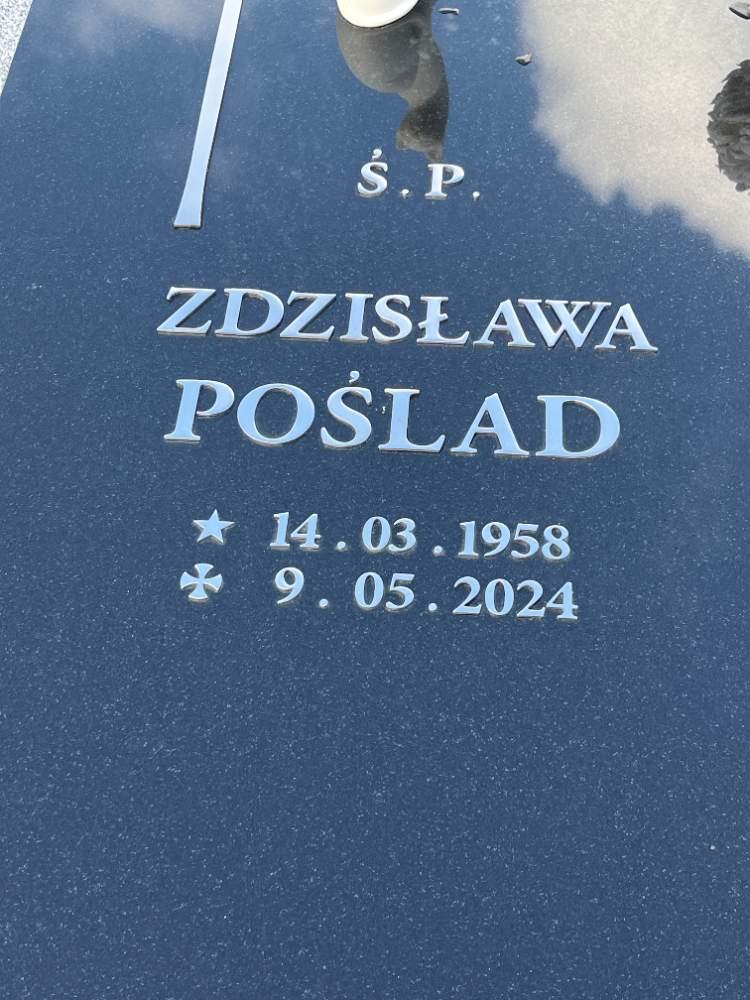 Ś.P.
ZDZISŁAWA
POŚLAD
★ 14.03.1958
✠ 9.05.2024